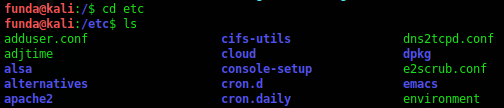 funda@kali:/$ cd etc
funda@kali:/etc$ ls
adduser.conf cifs-utils dns2tcpd.conf
adjtime cloud dpkg
alsa console-setup e2scrub.conf
alternatives cron.d emacs
apache2 cron.daily environment